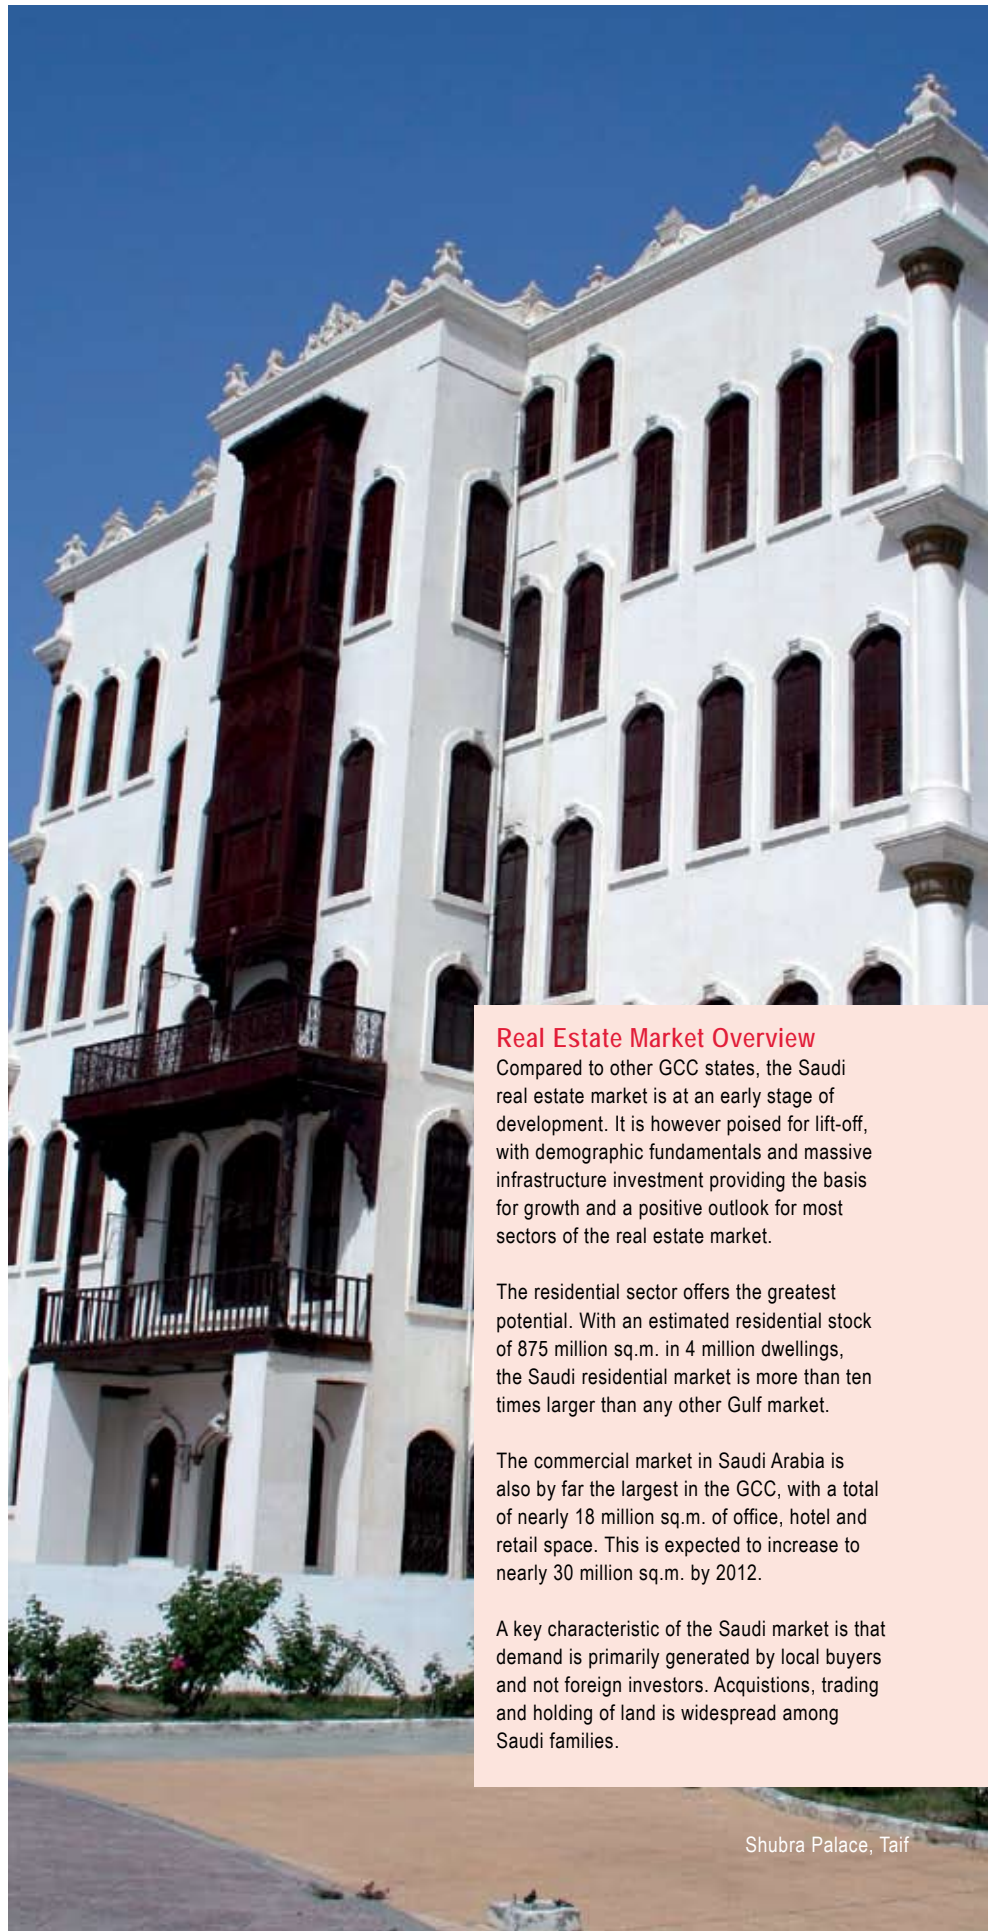 Real Estate Market Overview
Compared to other GCC states, the Saudi
real estate market is at an early stage of
development. It is however poised for lift-off,
with demographic fundamentals and massive
infrastructure investment providing the basis
for growth and a positive outlook for most
sectors of the real estate market.
The residential sector offers the greatest
potential. With an estimated residential stock
of 875 million sq.m. in 4 million dwellings,
the Saudi residential market is more than ten
times larger than any other Gulf market.
The commercial market in Saudi Arabia is
also by far the largest in the GCC, with a total
of nearly 18 million sq.m. of office, hotel and
retail space. This is expected to increase to
nearly 30 million sq.m. by 2012.
A key characteristic of the Saudi market is that
demand is primarily generated by local buyers
and not foreign investors. Acquistions, trading
and holding of land is widespread among
Saudi families.
Shubra Palace, Taif